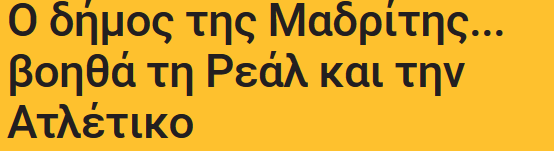 Ο δήμος της Μαδρίτης...
βοηθά τη Ρεάλ και την
Ατλέτικο